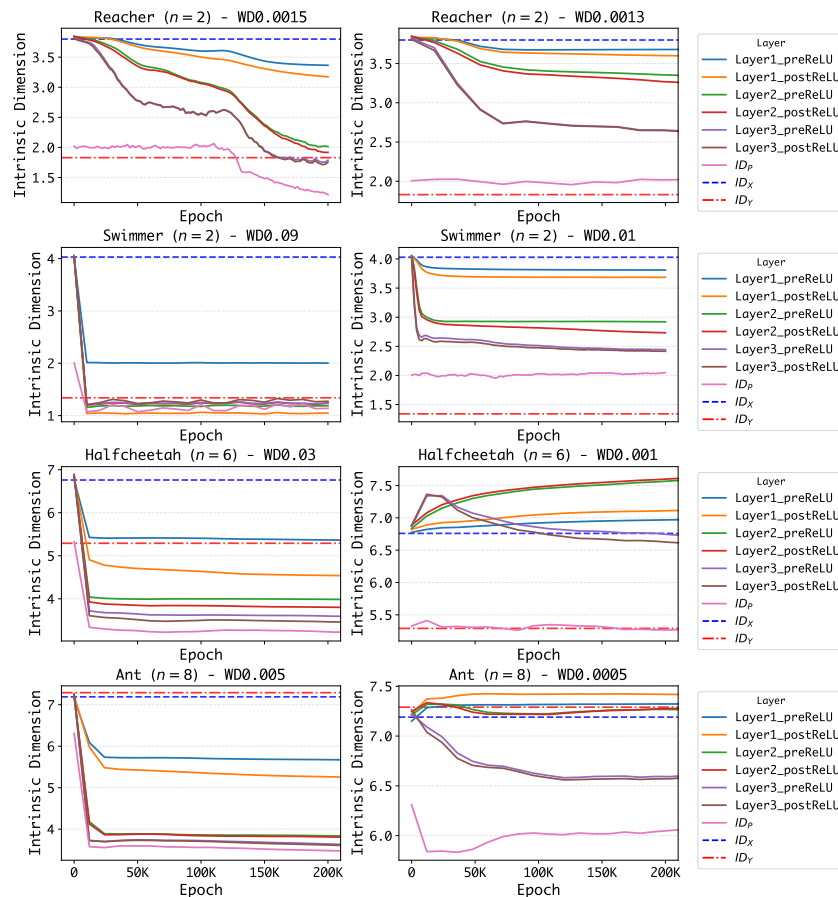 Reacher (n = 2) - WD0.0015
Intrinsic Dimension
3.5
3.0
2.5
2.0
1.5
Epoch
Reacher (n = 2) - WD0.0013
Intrinsic Dimension
3.5
3.0
2.5
2.0
Epoch
Layer
Layer1_preReLU
Layer1_postReLU
Layer2_preReLU
Layer2_postReLU
Layer3_preReLU
Layer3_postReLU
ID_P
ID_X
ID_Y
Swimmer (n = 2) - WD0.09
Intrinsic Dimension
4
3
2
1
Epoch
Swimmer (n = 2) - WD0.01
Intrinsic Dimension
4.0
3.5
3.0
2.5
2.0
1.5
Epoch
Layer
Layer1_preReLU
Layer1_postReLU
Layer2_preReLU
Layer2_postReLU
Layer3_preReLU
Layer3_postReLU
ID_P
ID_X
ID_Y
Halfcheetah (n = 6) - WD0.03
Intrinsic Dimension
7
6
5
4
Epoch
Halfcheetah (n = 6) - WD0.001
Intrinsic Dimension
7.5
7.0
6.5
6.0
5.5
Epoch
Layer
Layer1_preReLU
Layer1_postReLU
Layer2_preReLU
Layer2_postReLU
Layer3_preReLU
Layer3_postReLU
ID_P
ID_X
ID_Y
Ant (n = 8) - WD0.005
Intrinsic Dimension
7
6
5
4
0 50K 100K 150K 200K
Epoch
Ant (n = 8) - WD0.0005
Intrinsic Dimension
7.5
7.0
6.5
6.0
0 50K 100K 150K 200K
Epoch
Layer
Layer1_preReLU
Layer1_postReLU
Layer2_preReLU
Layer2_postReLU
Layer3_preReLU
Layer3_postReLU
ID_P
ID_X
ID_Y